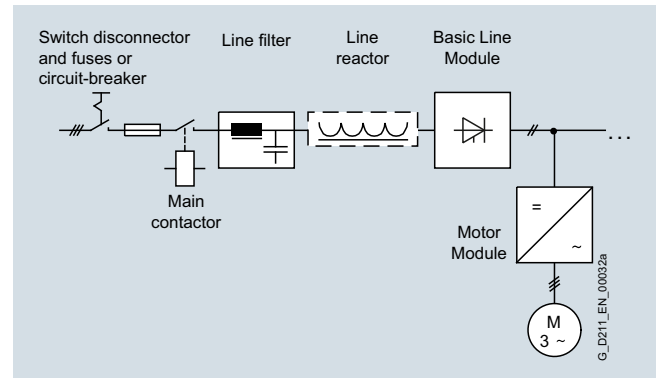 Switch disconnector
and fuses or
circuit-breaker
Line filter
Line
reactor
Basic Line
Module
...
Main
contactor
Motor
Module
=
~
M
3 ~
G_D211_EN_00032a